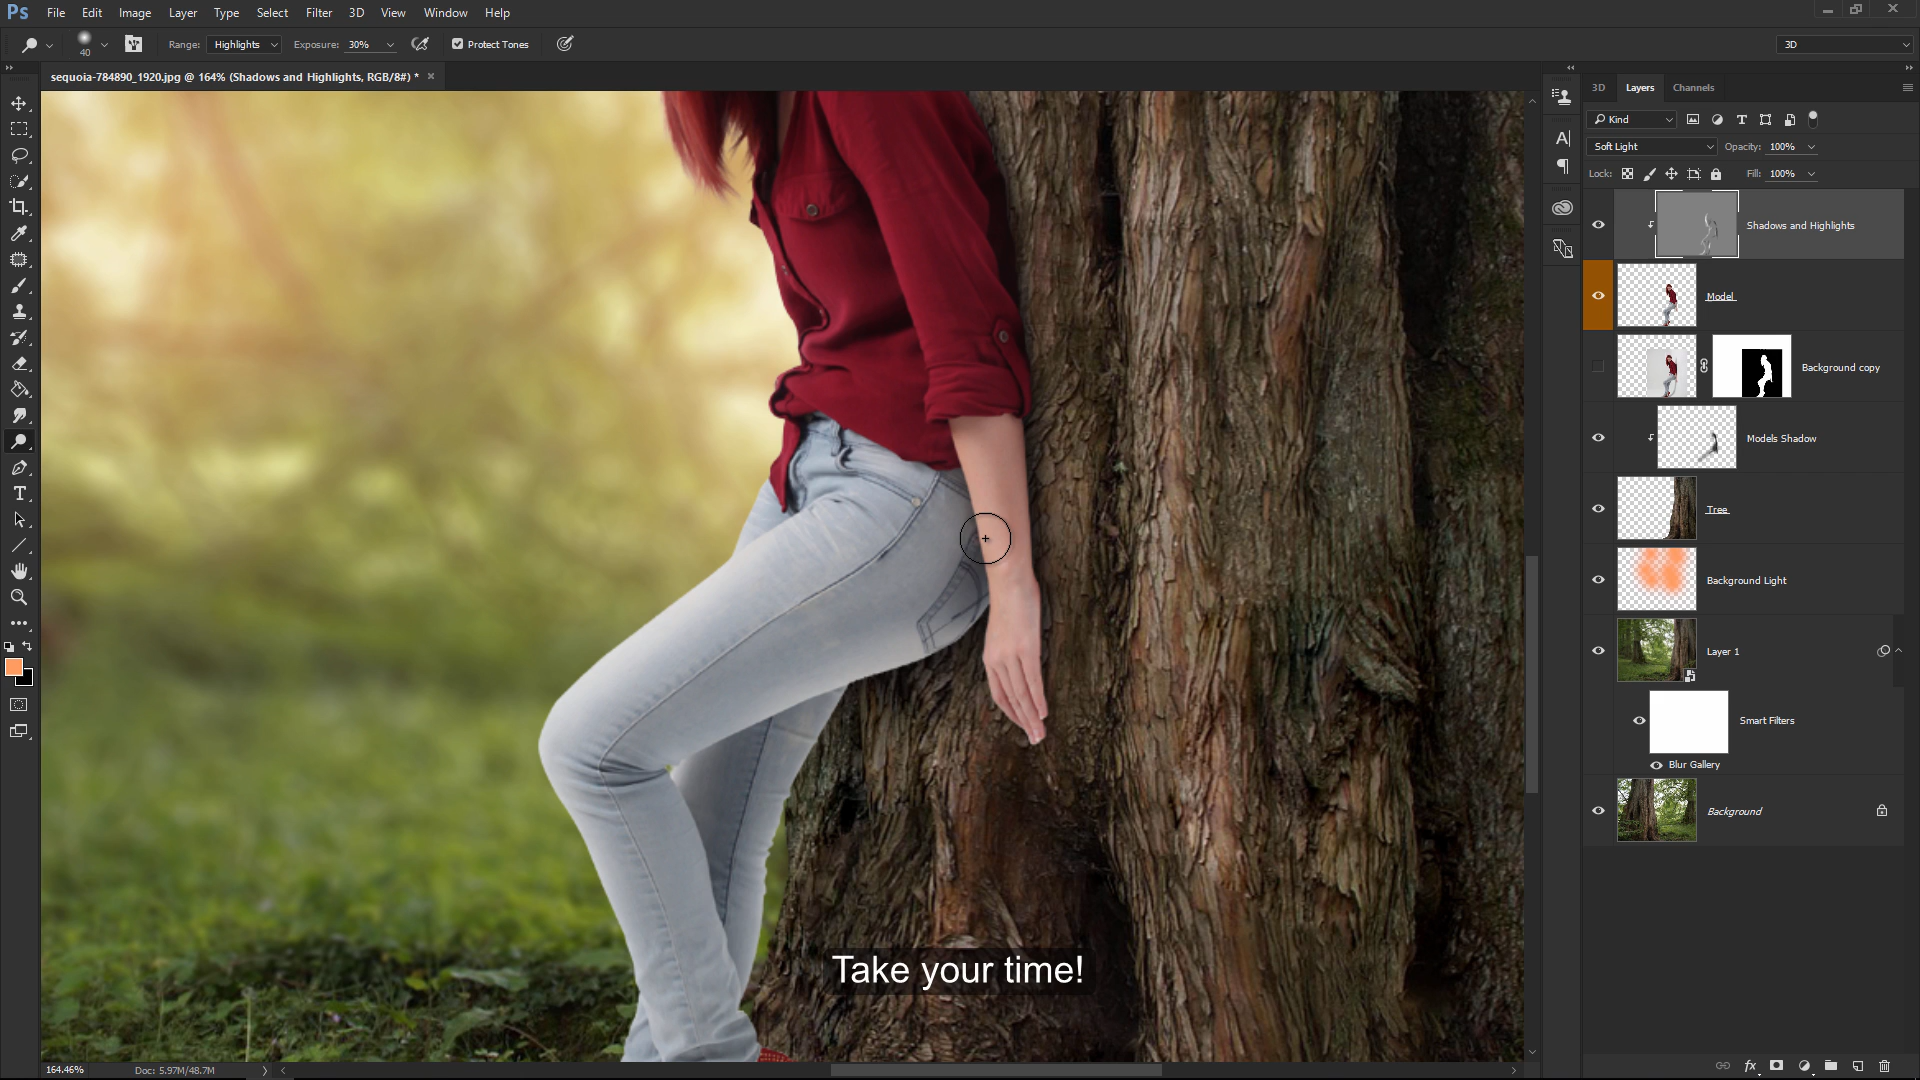 Ps File Edit Image Layer Type Select Filter 3D View Window Help
40 Range: Highlights Exposure: 30% Protect Tones 3D
sequoia-784890_1920.jpg @ 164% (Shadows and Highlights, RGB/8#) *
3D Layers Channels
Kind
Soft Light Opacity: 100%
Lock: Fill: 100%
Shadows and Highlights
Model
Background copy
Models Shadow
Tree
Background Light
Layer 1
Smart Filters
Blur Gallery
Background
Take your time!
164.46% Doc: 5.97M/48.7M